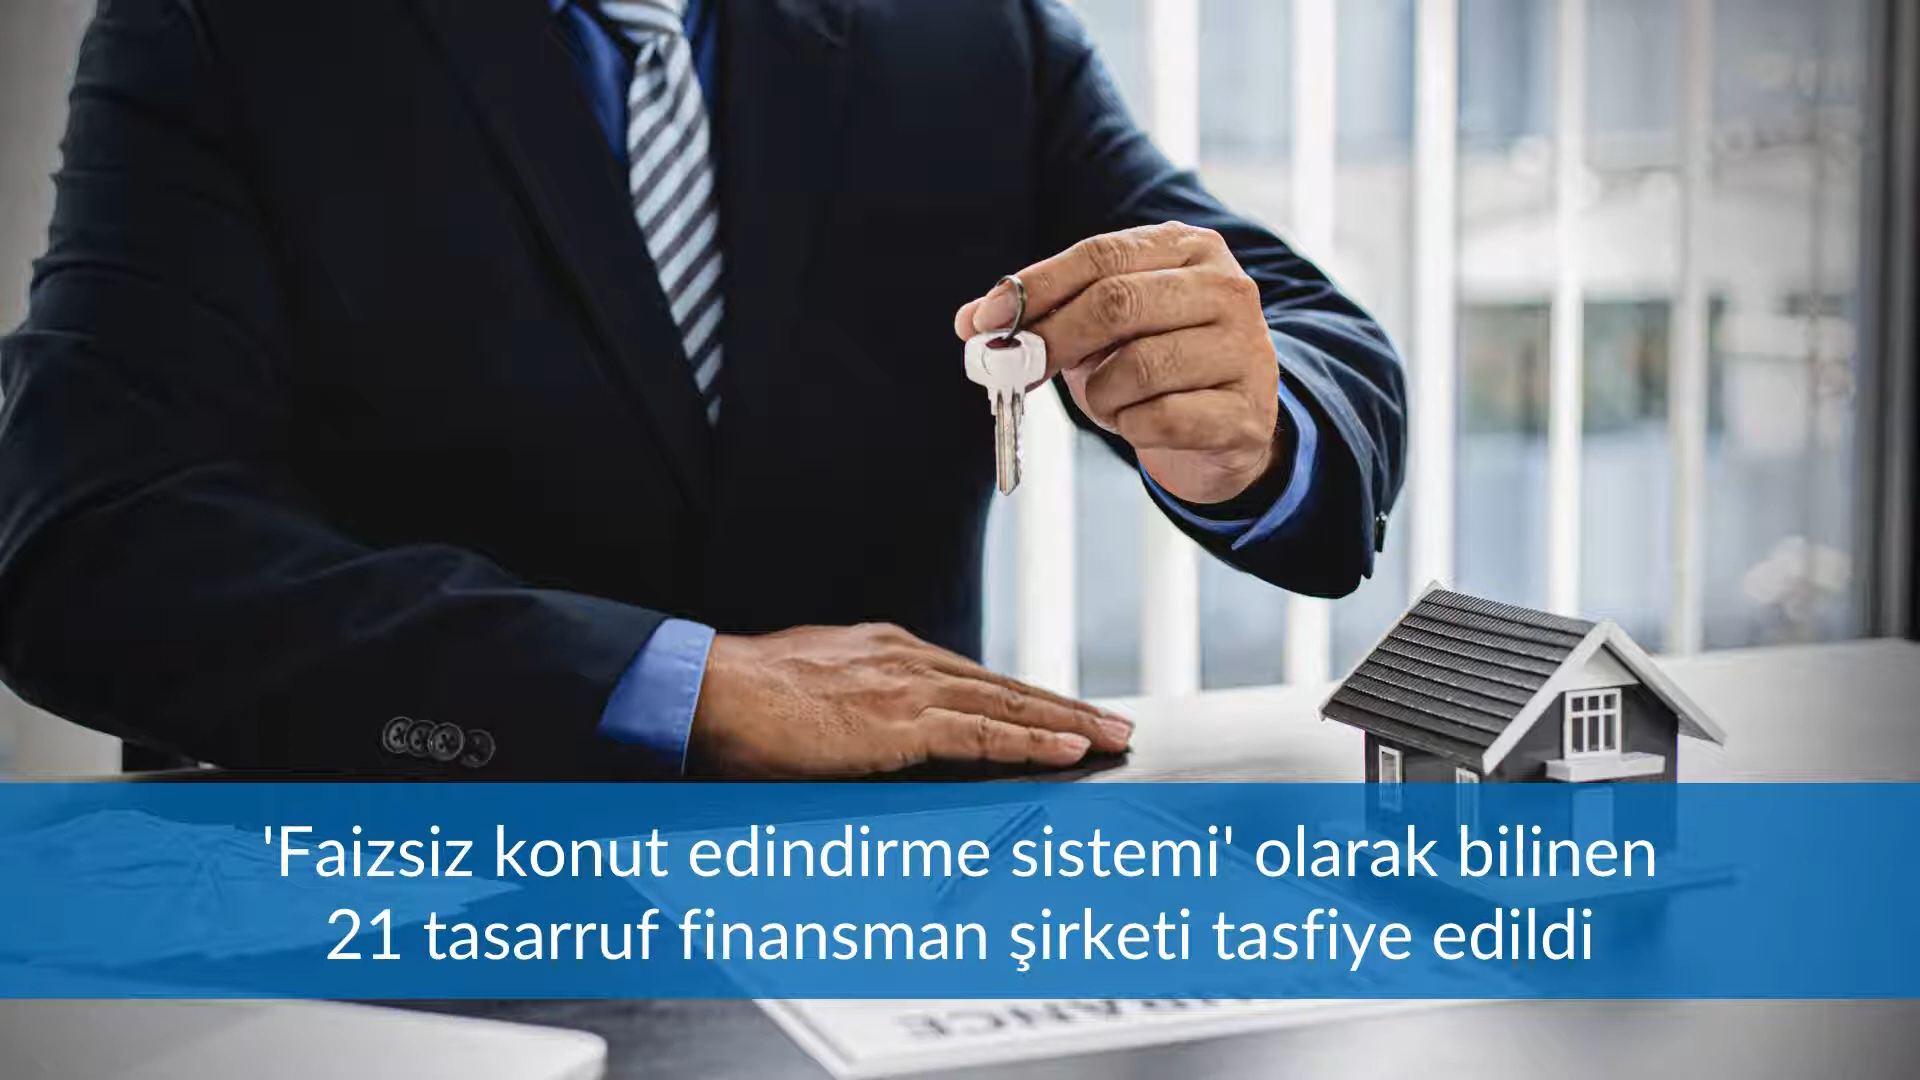 'Faizsiz konut edindirme sistemi' olarak bilinen
21 tasarruf finansman şirketi tasfiye edildi